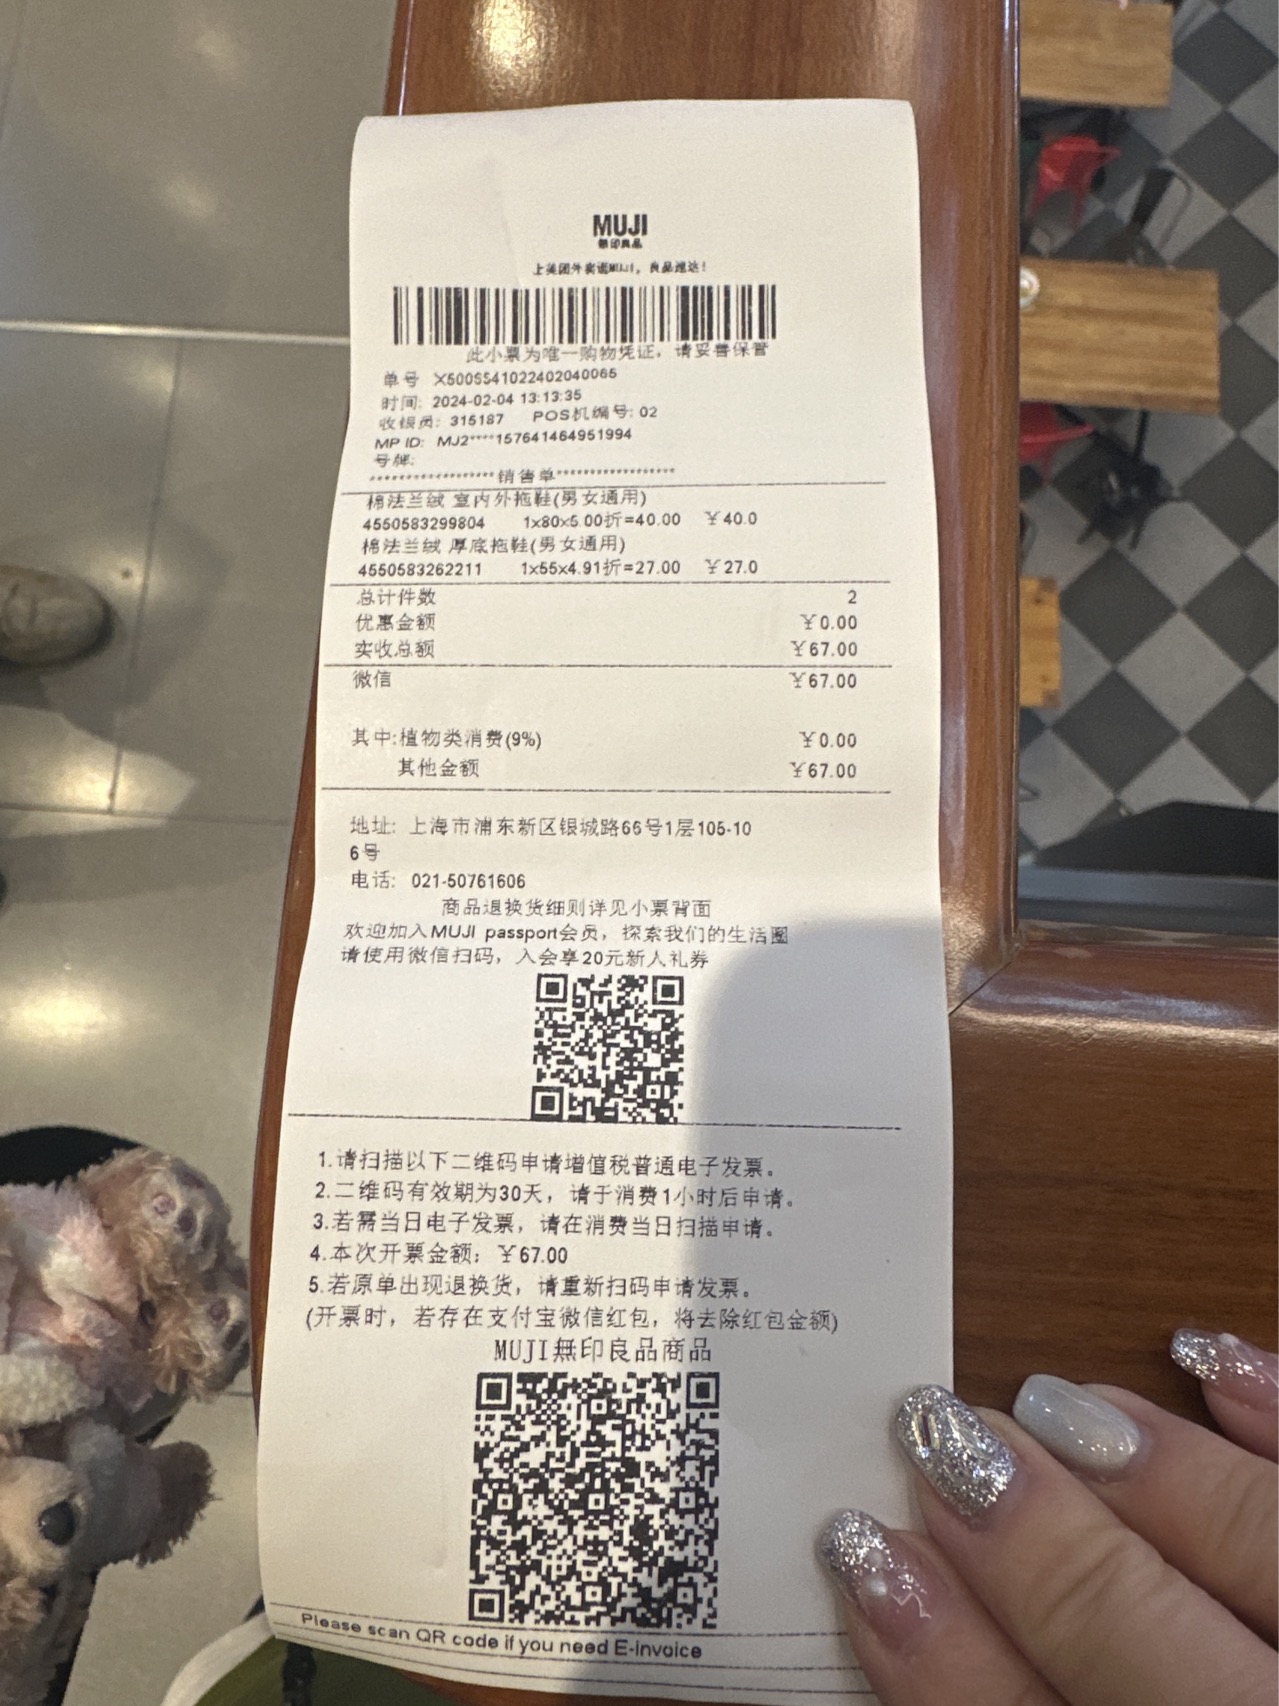 MUJI
無印良品
上美团外卖逛MUJI，良品速达！
此小票为唯一购物凭证，请妥善保管
单号 X500SS41022402040065
时间: 2024-02-04 13:13:35
收银员: 315187 POS机编号: 02
MP ID: MJ2****157641464951994
号牌:
*******************销售单******************
棉法兰绒 室内外拖鞋(男女通用)
4550583299804 1x80x5.00折=40.00 ￥40.0
棉法兰绒 厚底拖鞋(男女通用)
4550583262211 1x55x4.91折=27.00 ￥27.0
总计件数 2
优惠金额 ￥0.00
实收总额 ￥67.00
微信 ￥67.00
其中:植物类消费(9%) ￥0.00
其他金额 ￥67.00
地址: 上海市浦东新区银城路66号1层105-10
6号
电话: 021-50761606
商品退换货细则详见小票背面
欢迎加入MUJI passport会员，探索我们的生活圈
请使用微信扫码，入会享20元新人礼券
1.请扫描以下二维码申请增值税普通电子发票。
2.二维码有效期为30天，请于消费1小时后申请。
3.若需当日电子发票，请在消费当日扫描申请。
4.本次开票金额: ￥67.00
5.若原单出现退换货，请重新扫码申请发票。
(开票时，若存在支付宝微信红包，将去除红包金额)
MUJI無印良品商品
Please scan QR code if you need E-invoice